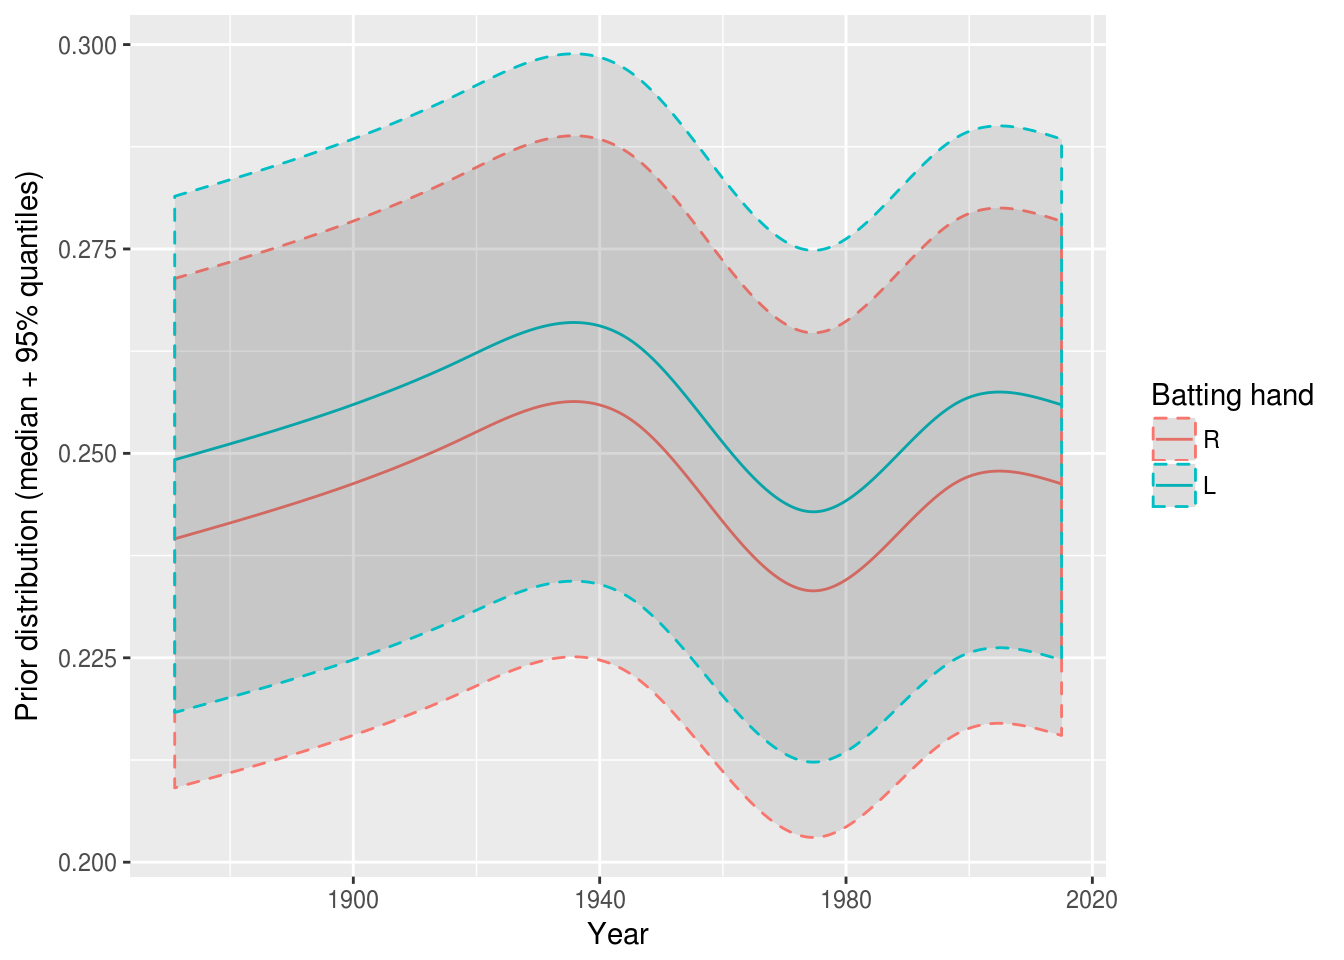 Prior distribution (median + 95% quantiles)
0.300
0.275
0.250
0.225
0.200
1900 1940 1980 2020
Year
Batting hand
R
L